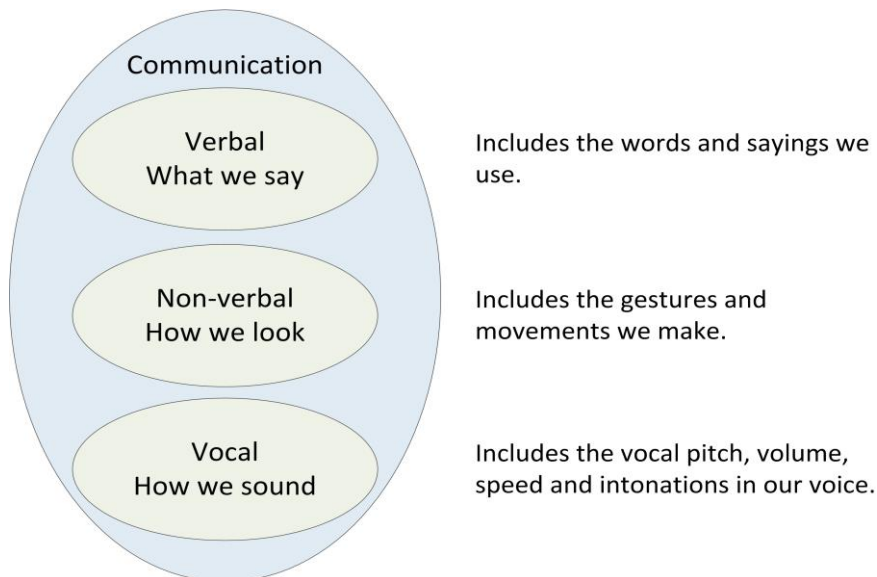 Communication
Verbal
What we say
Includes the words and sayings we
use.
Non-verbal
How we look
Includes the gestures and
movements we make.
Vocal
How we sound
Includes the vocal pitch, volume,
speed and intonations in our voice.